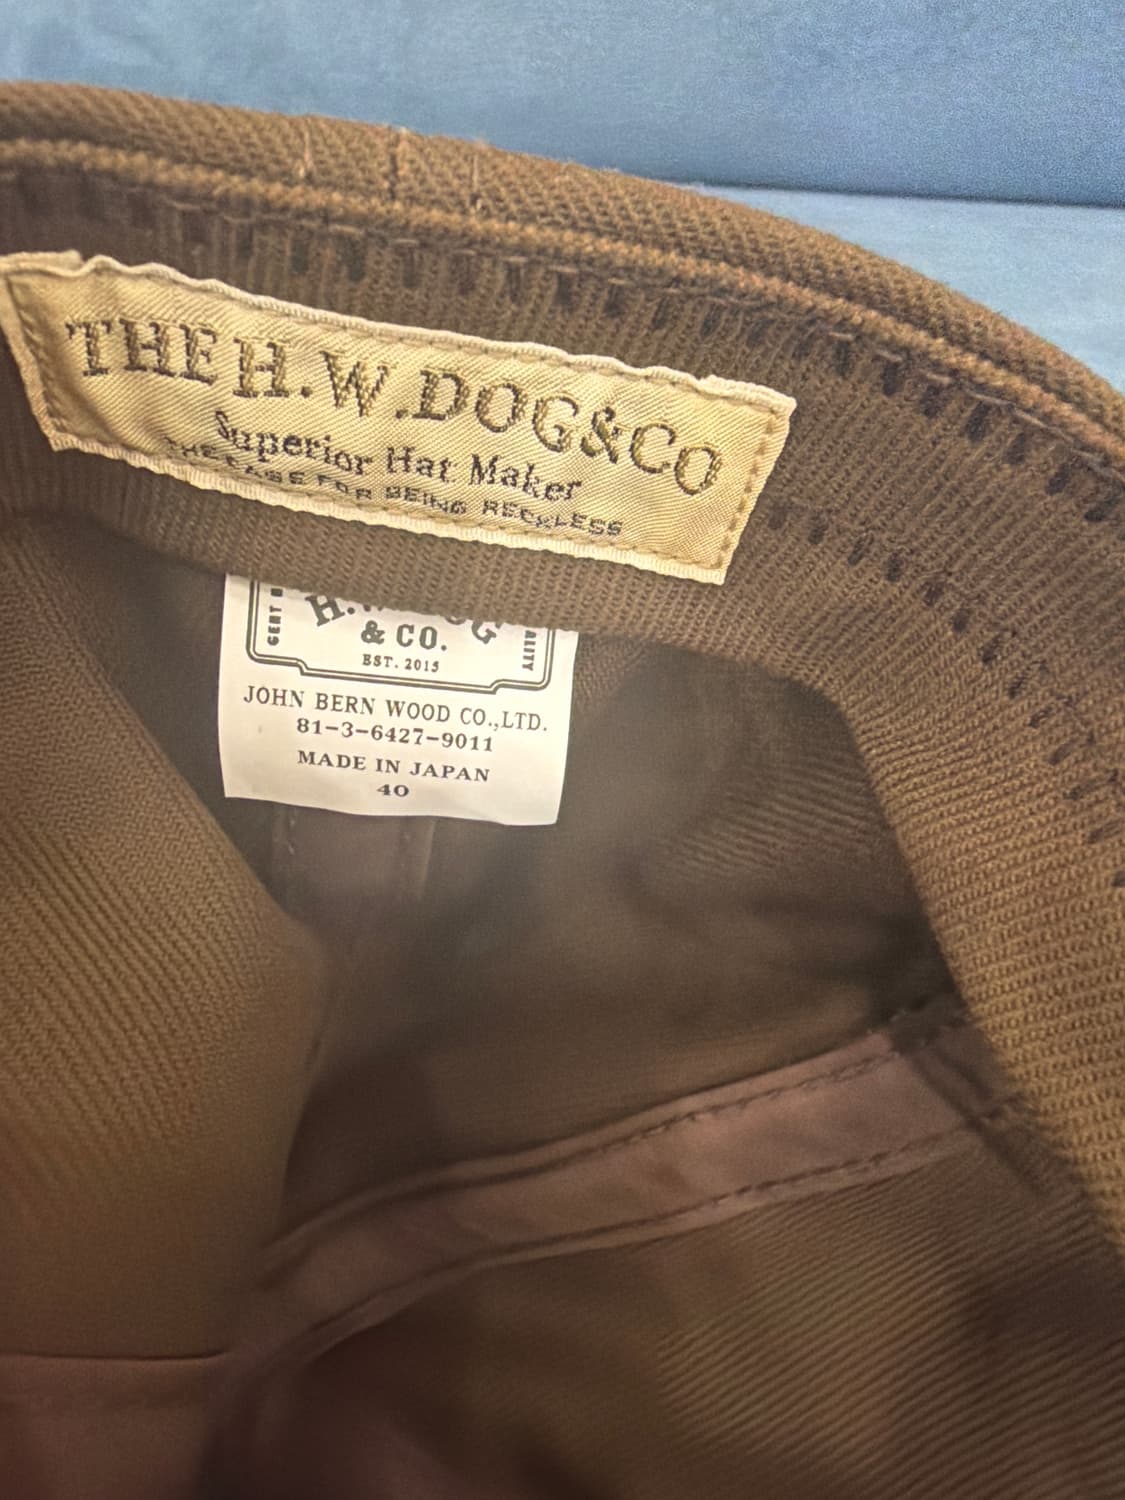 THE H.W.DOG&CO
Superior Hat Maker
THE CASE FOR BEING RECKLESS
& CO.
EST. 2015
JOHN BERN WOOD CO.,LTD.
81-3-6427-9011
MADE IN JAPAN
40